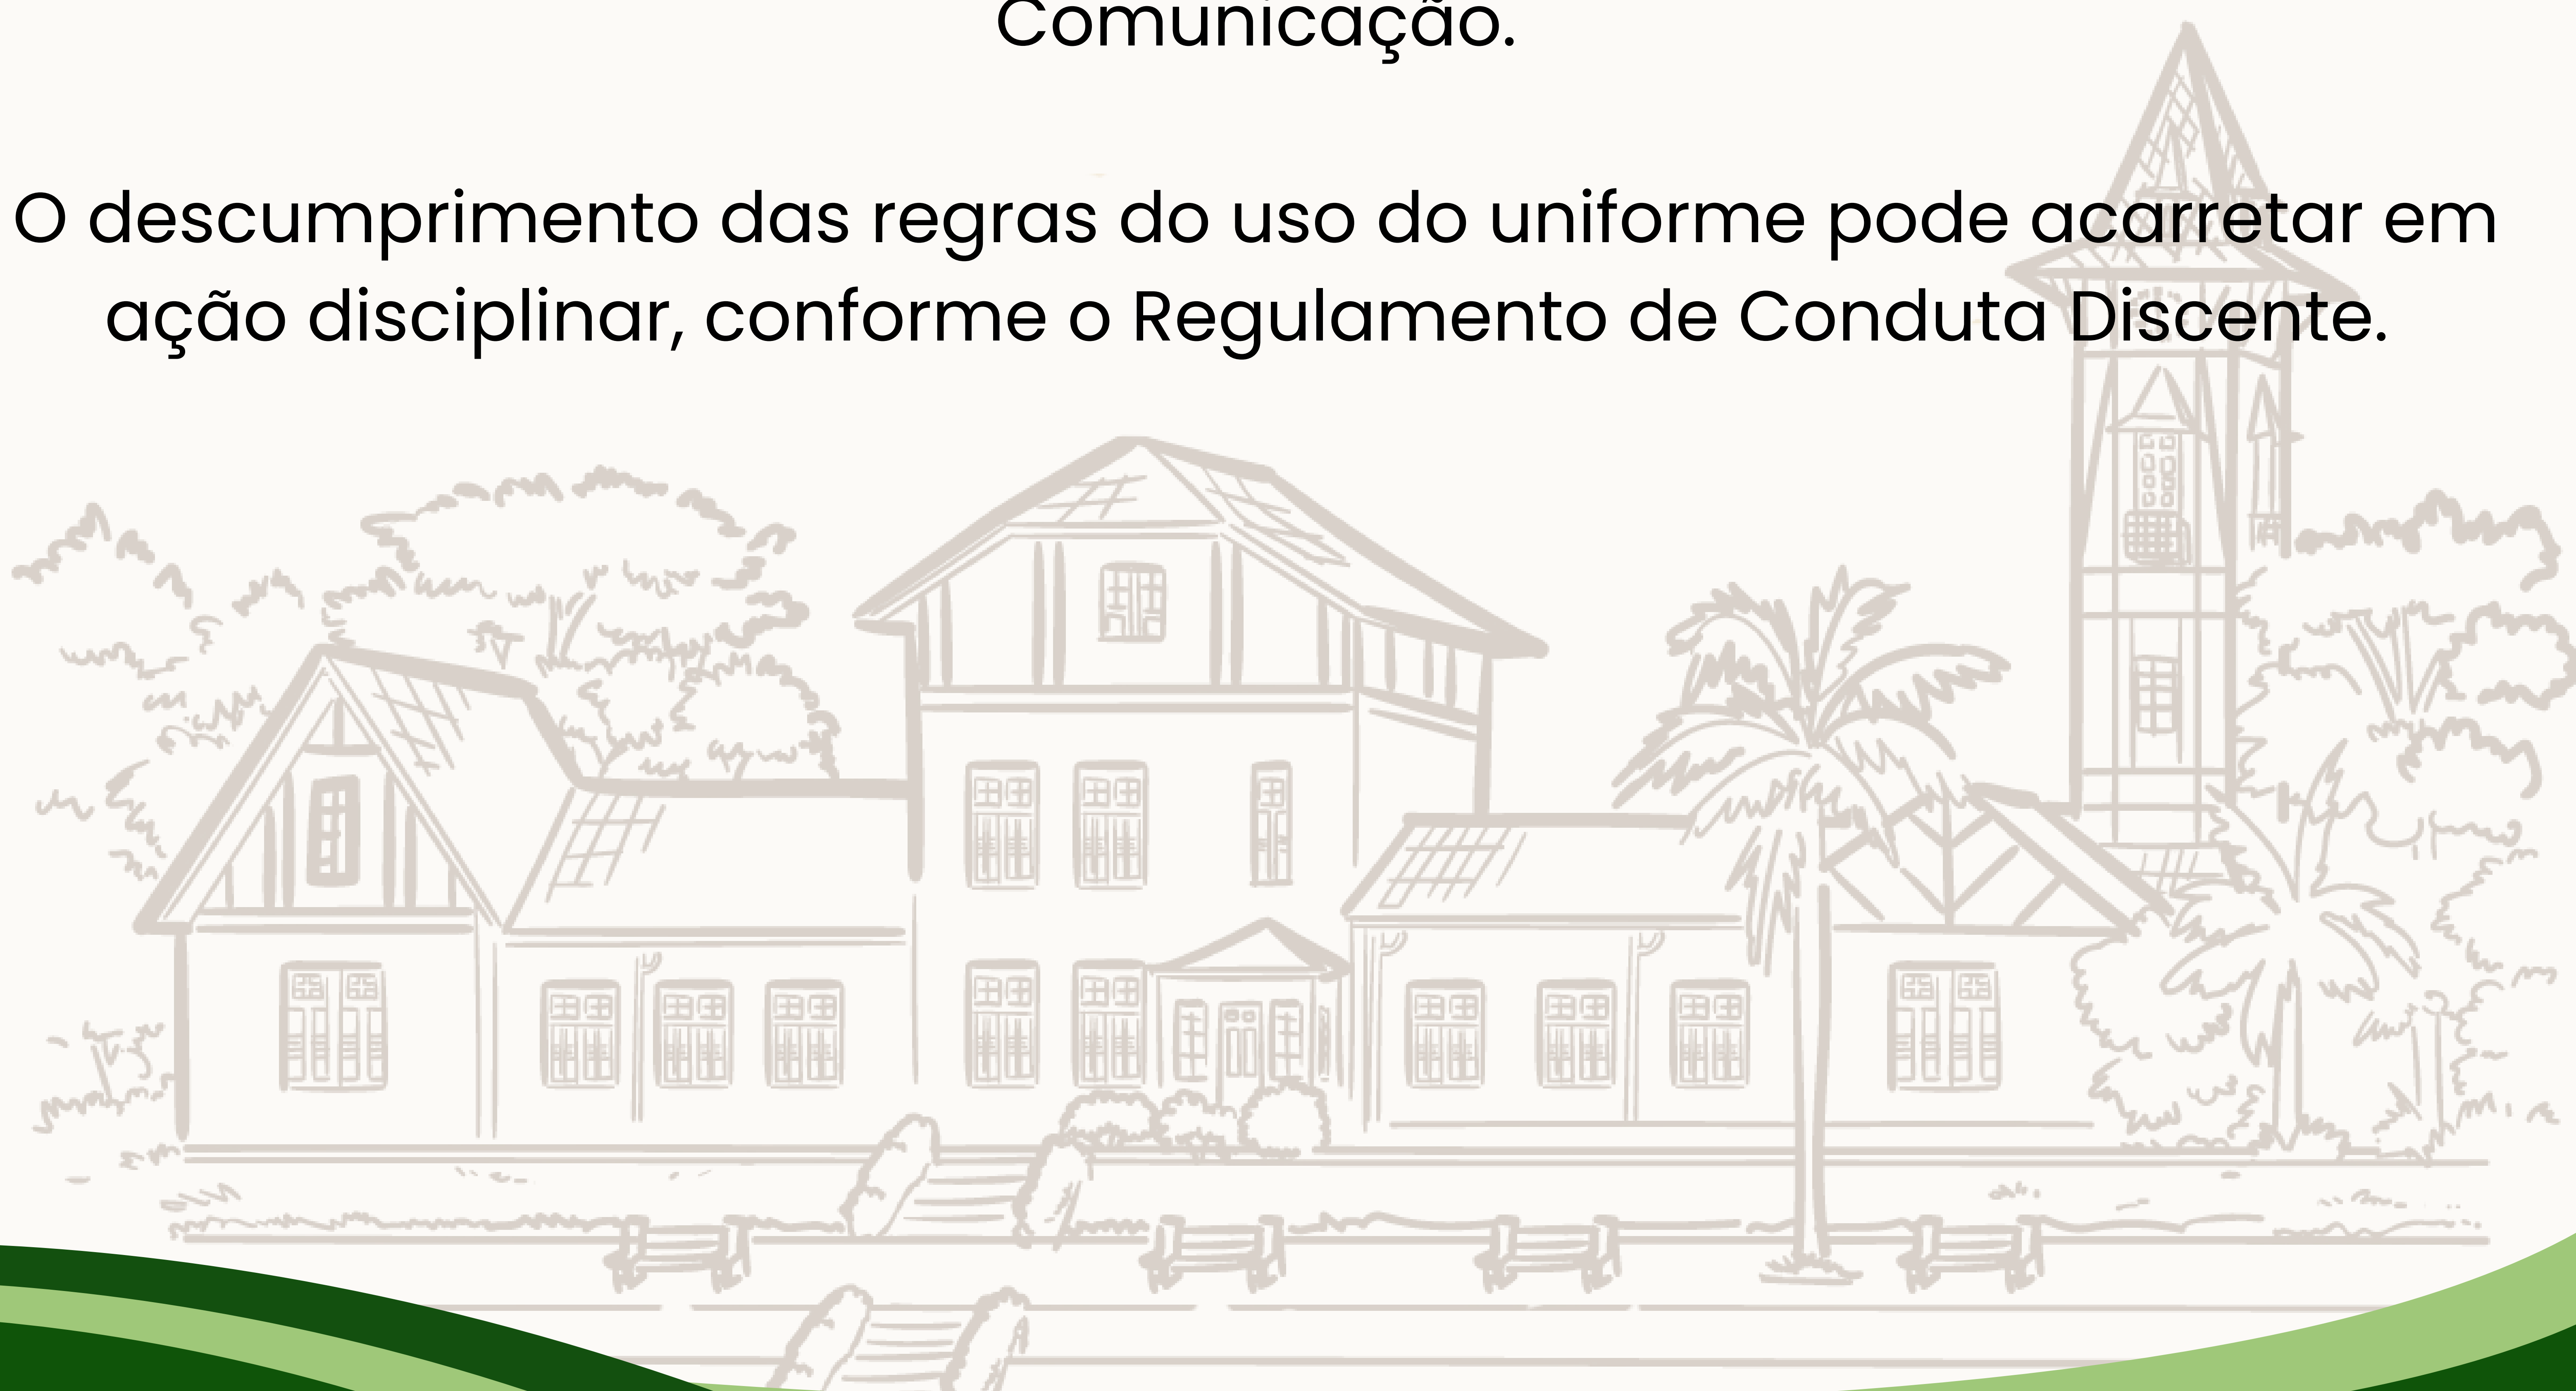 Comunicação.
O descumprimento das regras do uso do uniforme pode acarretar em
ação disciplinar, conforme o Regulamento de Conduta Discente.